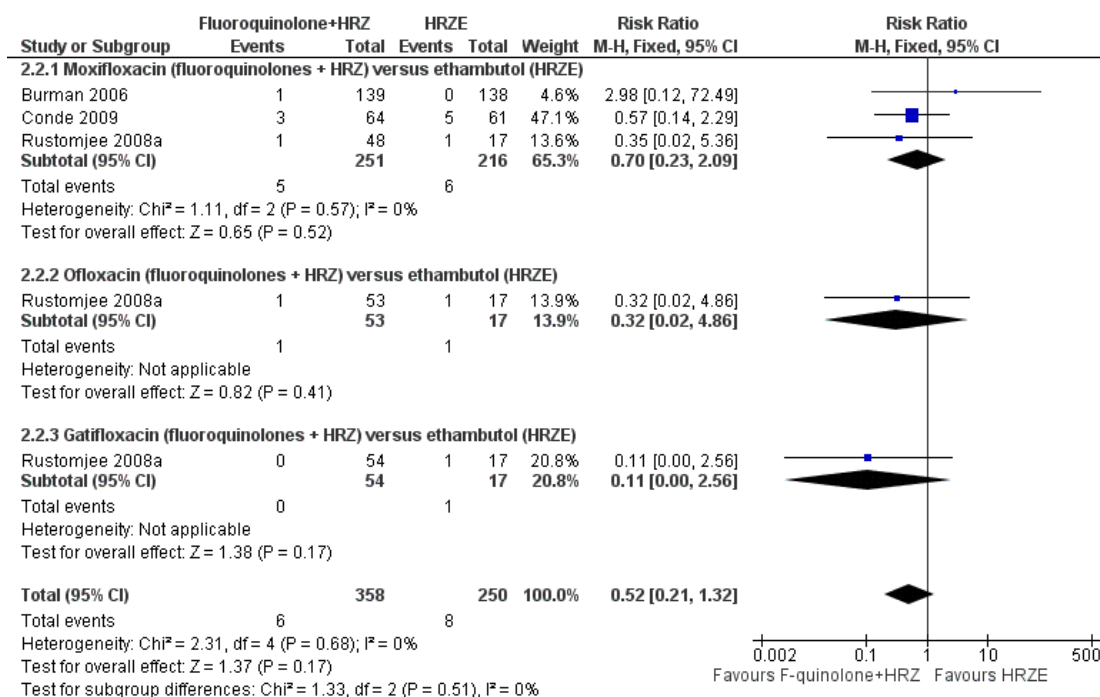 Fluoroquinolone+HRZ HRZE Risk Ratio Risk Ratio
Study or Subgroup Events Total Events Total Weight M-H, Fixed, 95% CI M-H, Fixed, 95% CI
2.2.1 Moxifloxacin (fluoroquinolones + HRZ) versus ethambutol (HRZE)
Burman 2006 1 139 0 138 4.6% 2.98 [0.12, 72.49]
Conde 2009 3 64 5 61 47.1% 0.57 [0.14, 2.29]
Rustomjee 2008a 1 48 1 17 13.6% 0.35 [0.02, 5.36]
Subtotal (95% CI) 251 216 65.3% 0.70 [0.23, 2.09]
Total events 5 6
Heterogeneity: Chi² = 1.11, df = 2 (P = 0.57); I² = 0%
Test for overall effect: Z = 0.65 (P = 0.52)
2.2.2 Ofloxacin (fluoroquinolones + HRZ) versus ethambutol (HRZE)
Rustomjee 2008a 1 53 1 17 13.9% 0.32 [0.02, 4.86]
Subtotal (95% CI) 53 17 13.9% 0.32 [0.02, 4.86]
Total events 1 1
Heterogeneity: Not applicable
Test for overall effect: Z = 0.82 (P = 0.41)
2.2.3 Gatifloxacin (fluoroquinolones + HRZ) versus ethambutol (HRZE)
Rustomjee 2008a 0 54 1 17 20.8% 0.11 [0.00, 2.56]
Subtotal (95% CI) 54 17 20.8% 0.11 [0.00, 2.56]
Total events 0 1
Heterogeneity: Not applicable
Test for overall effect: Z = 1.38 (P = 0.17)
Total (95% CI) 358 250 100.0% 0.52 [0.21, 1.32]
Total events 6 8
Heterogeneity: Chi² = 2.31, df = 4 (P = 0.68); I² = 0%
Test for overall effect: Z = 1.37 (P = 0.17)
Test for subgroup differences: Chi² = 1.33, df = 2 (P = 0.51), I² = 0%
0.002 0.1 1 10 500
Favours F-quinolone+HRZ Favours HRZE